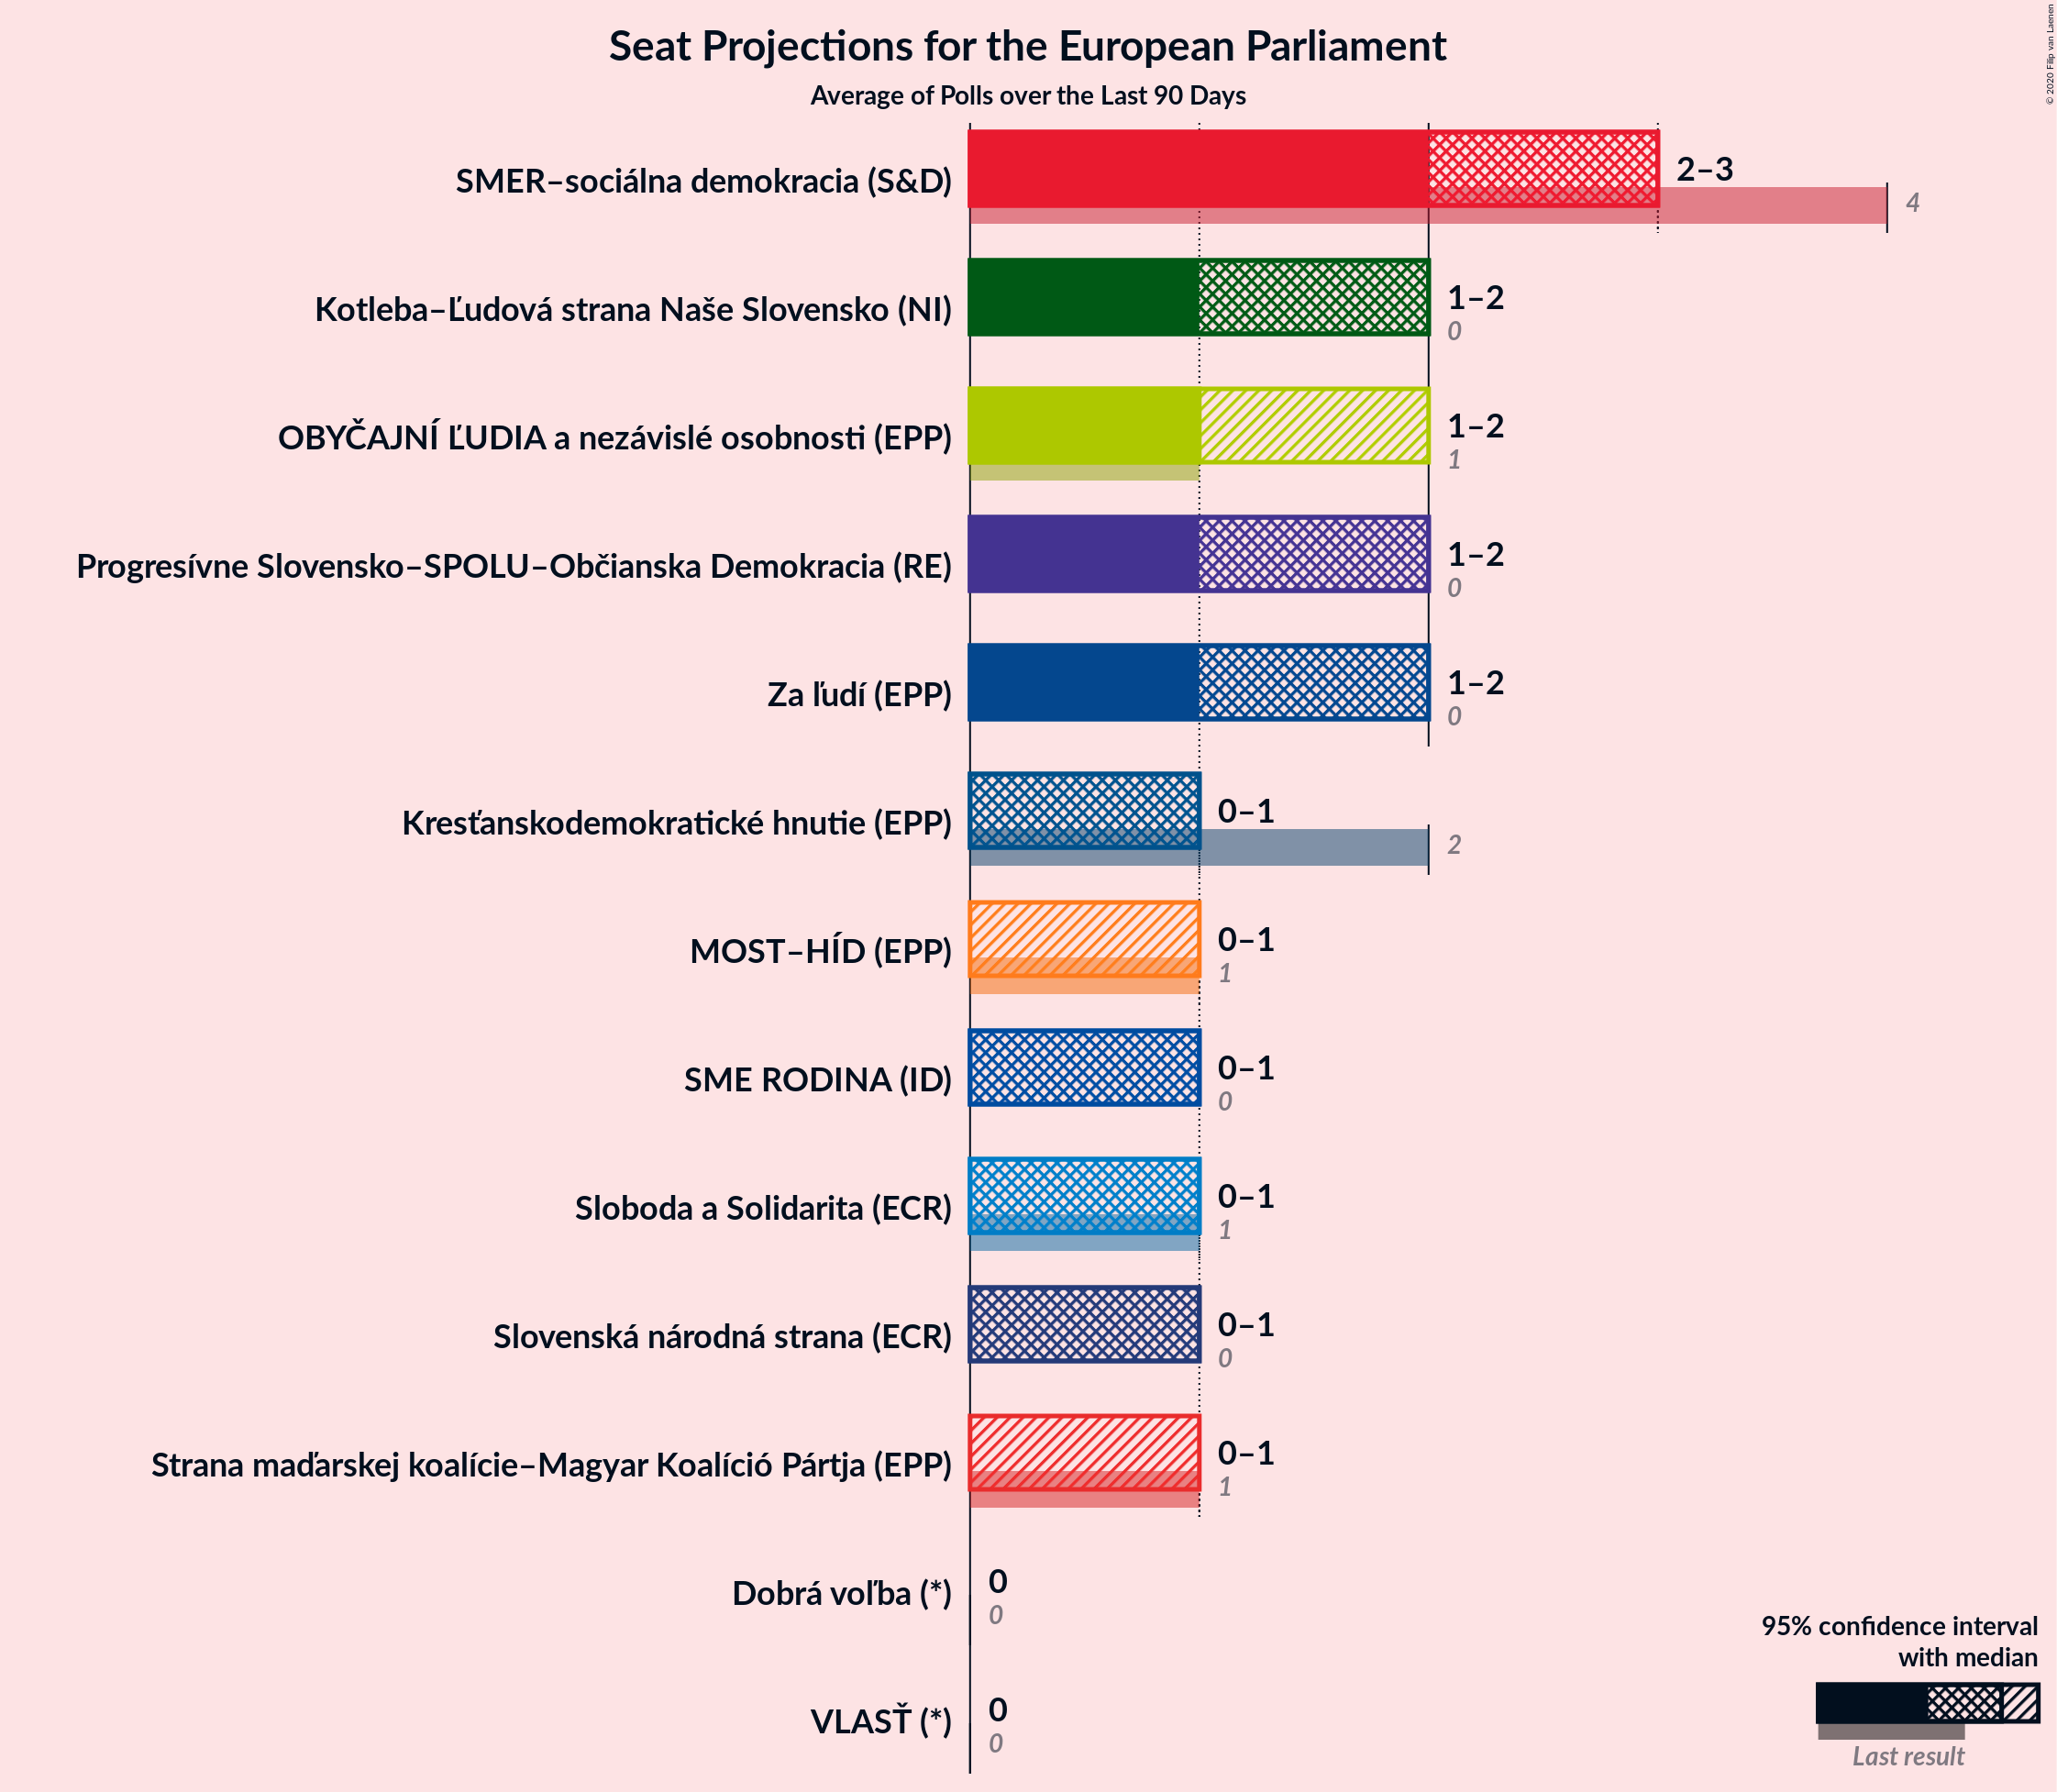 Seat Projections for the European Parliament
Average of Polls over the Last 90 Days
© 2020 Filip van Laenen
SMER–sociálna demokracia (S&D)
2–3
4
Kotleba–Ľudová strana Naše Slovensko (NI)
1–2
0
OBYČAJNÍ ĽUDIA a nezávislé osobnosti (EPP)
1–2
1
Progresívne Slovensko–SPOLU–Občianska Demokracia (RE)
1–2
0
Za ľudí (EPP)
1–2
0
Kresťanskodemokratické hnutie (EPP)
0–1
2
MOST–HÍD (EPP)
0–1
1
SME RODINA (ID)
0–1
0
Sloboda a Solidarita (ECR)
0–1
1
Slovenská národná strana (ECR)
0–1
0
Strana maďarskej koalície–Magyar Koalíció Pártja (EPP)
0–1
1
Dobrá voľba (*)
0
0
VLASŤ (*)
0
0
95% confidence interval
with median
Last result